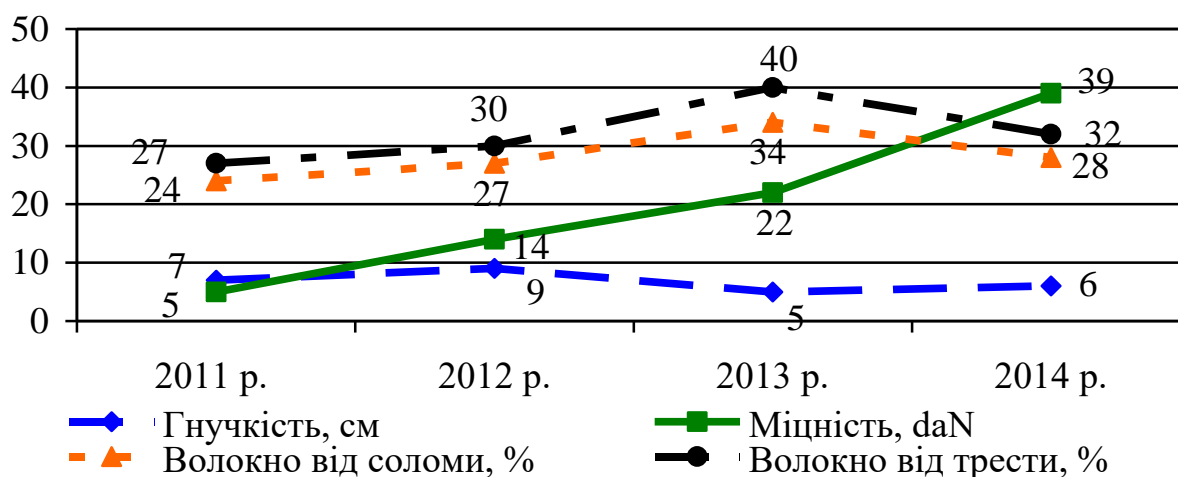 50
40
30
20
10
0
27
24
7
5
30
27
14
9
40
34
22
5
39
32
28
6
2011 р.
2012 р.
2013 р.
2014 р.
Гнучкість, см
Міцність, daN
Волокно від соломи, %
Волокно від трести, %